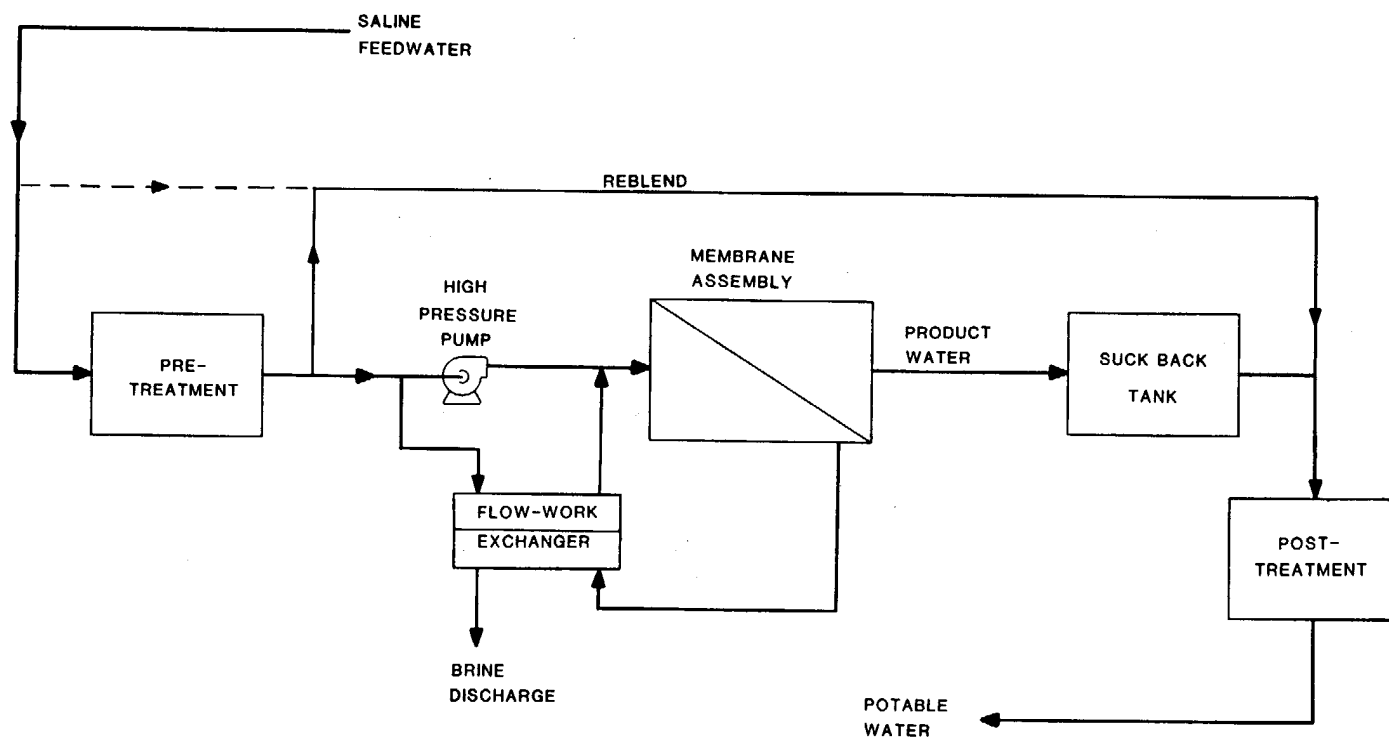 SALINE
FEEDWATER
REBLEND
MEMBRANE
ASSEMBLY
HIGH
PRESSURE
PUMP
PRODUCT
WATER
PRE-
TREATMENT
SUCK BACK
TANK
FLOW-WORK
EXCHANGER
POST-
TREATMENT
BRINE
DISCHARGE
POTABLE
WATER